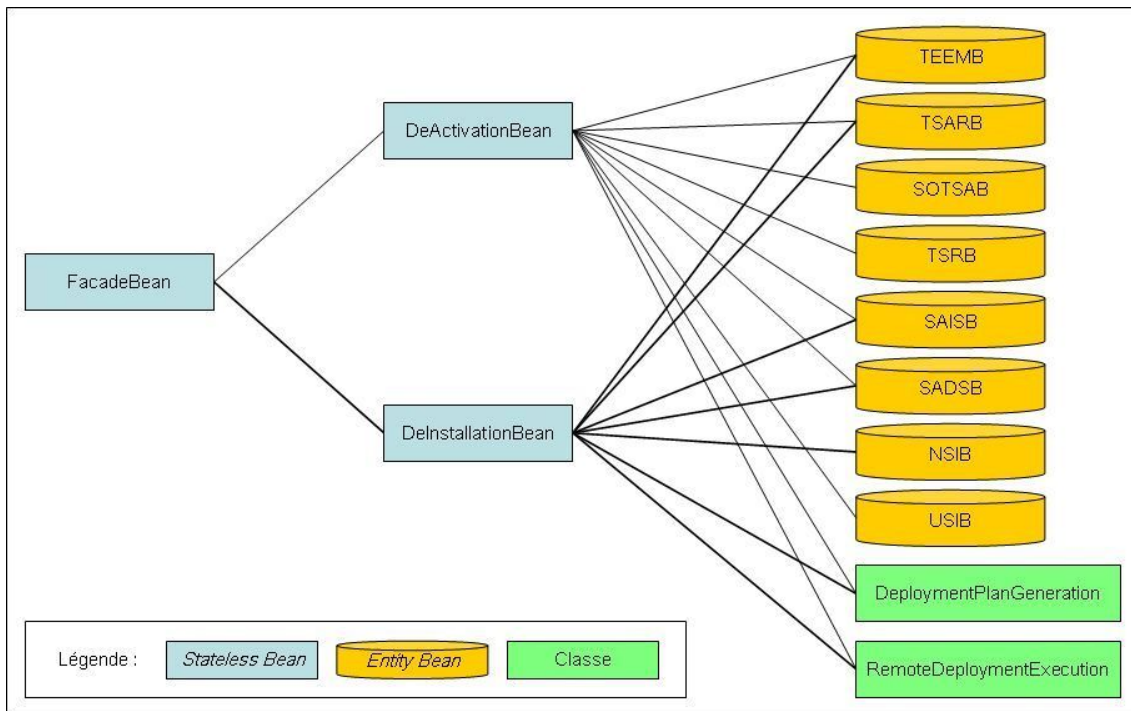 TEEMB
DeActivationBean
TSARB
SOTSAB
TSRB
FacadeBean
SAISB
SADSB
DeInstallationBean
NSIB
USIB
DeploymentPlanGeneration
Légende :
Stateless Bean
Entity Bean
Classe
RemoteDeploymentExecution